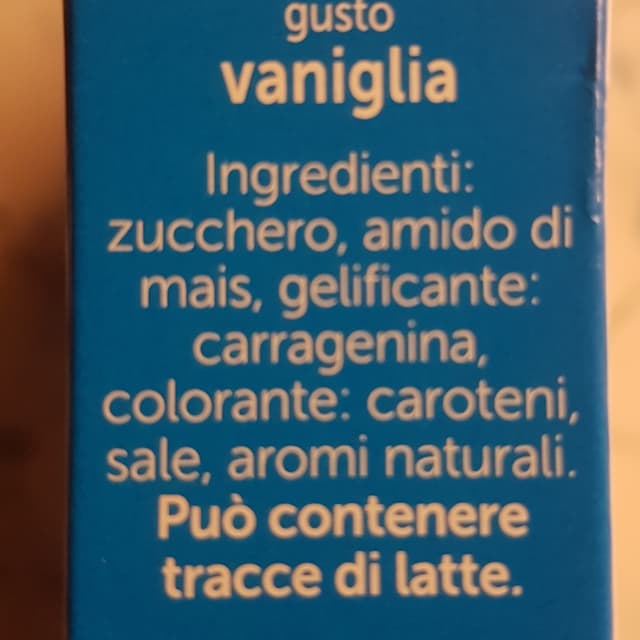 gusto
vaniglia
Ingredienti:
zucchero, amido di
mais, gelificante:
carragenina,
colorante: caroteni,
sale, aromi naturali.
Può contenere
tracce di latte.